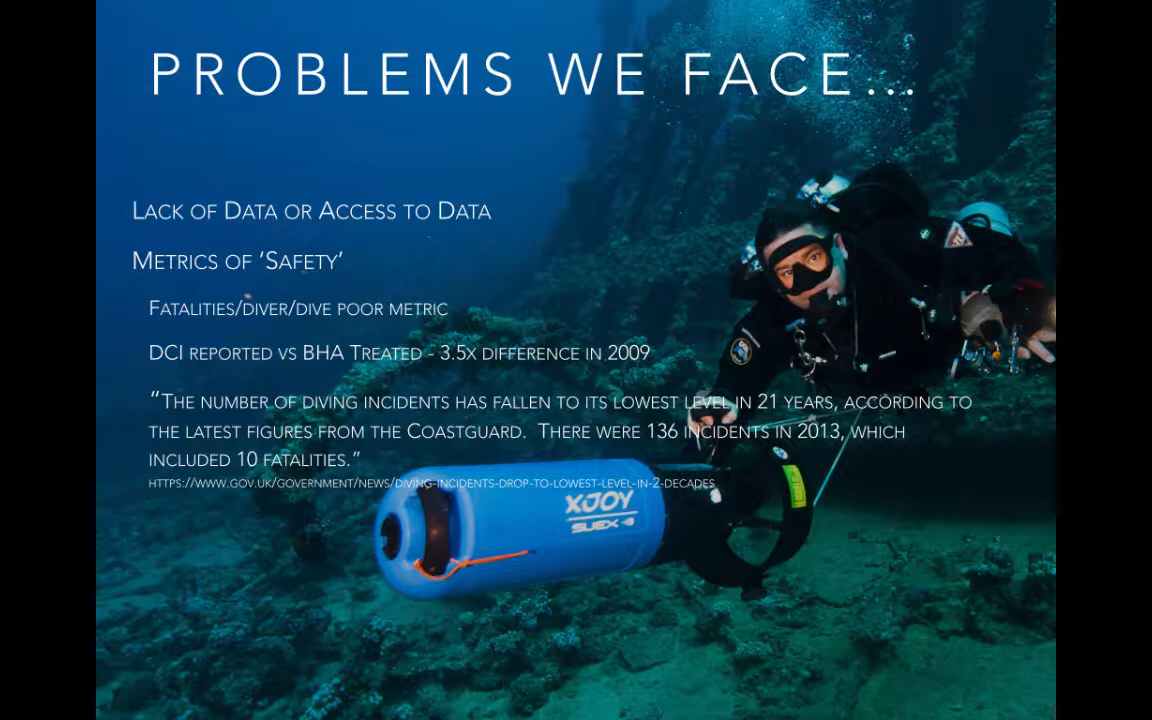 PROBLEMS WE FACE...
LACK OF DATA OR ACCESS TO DATA
METRICS OF 'SAFETY'
FATALITIES/DIVER/DIVE POOR METRIC
DCI REPORTED VS BHA TREATED - 3.5X DIFFERENCE IN 2009
"THE NUMBER OF DIVING INCIDENTS HAS FALLEN TO ITS LOWEST LEVEL IN 21 YEARS, ACCORDING TO
THE LATEST FIGURES FROM THE COASTGUARD. THERE WERE 136 INCIDENTS IN 2013, WHICH
INCLUDED 10 FATALITIES."
HTTPS://WWW.GOV.UK/GOVERNMENT/NEWS/DIVING-INCIDENTS-DROP-TO-LOWEST-LEVEL-IN-2-DECADES
XJOY
SUEX